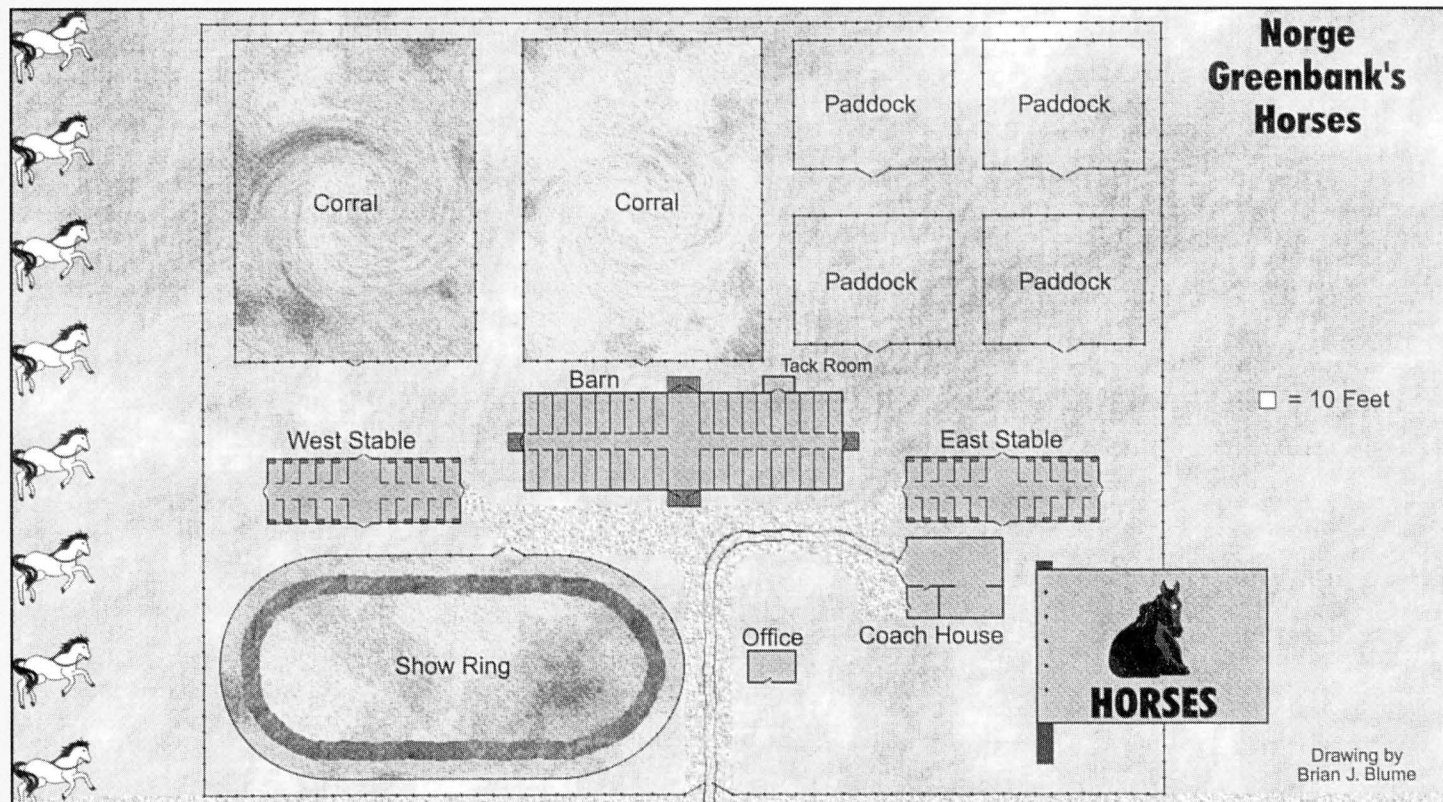 Norge
Greenbank's
Horses
Paddock
Paddock
Corral
Corral
Paddock
Paddock
Tack Room
Barn
= 10 Feet
West Stable
East Stable
Office
Coach House
Show Ring
HORSES
Drawing by
Brian J. Blume